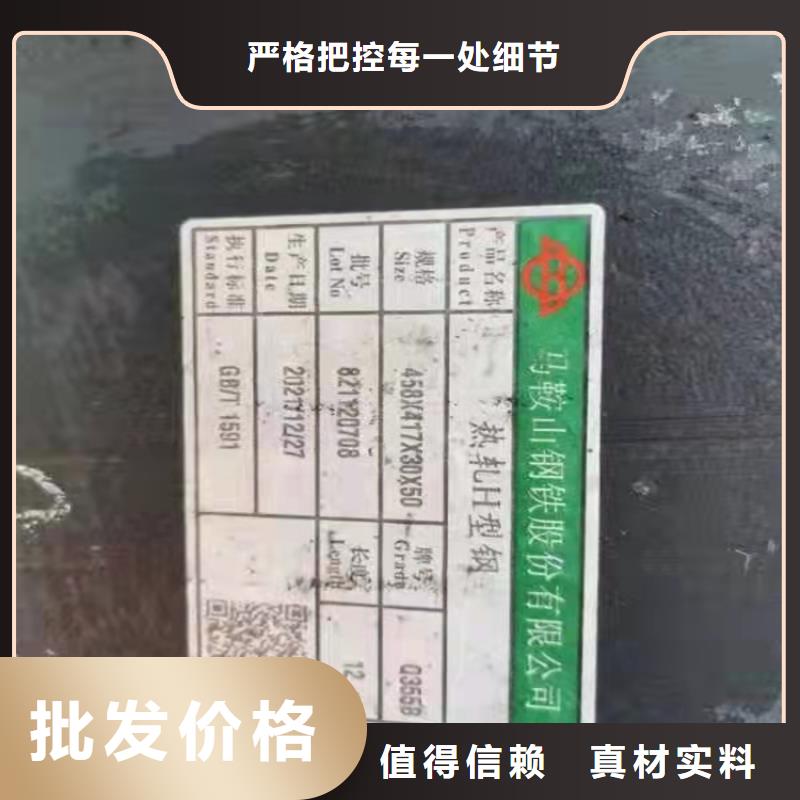 严格把控每一处细节
马鞍山钢铁股份有限公司
产品名称 热轧H型钢
Product
规格 458X417X30X50 牌号 Q355B
Size Grade
批号 821120708 长度 12
Lot No Length
生产日期 2021/12/27
Date
执行标准 GB/T 1591
Standard
批发价格
值得信赖 真材实料